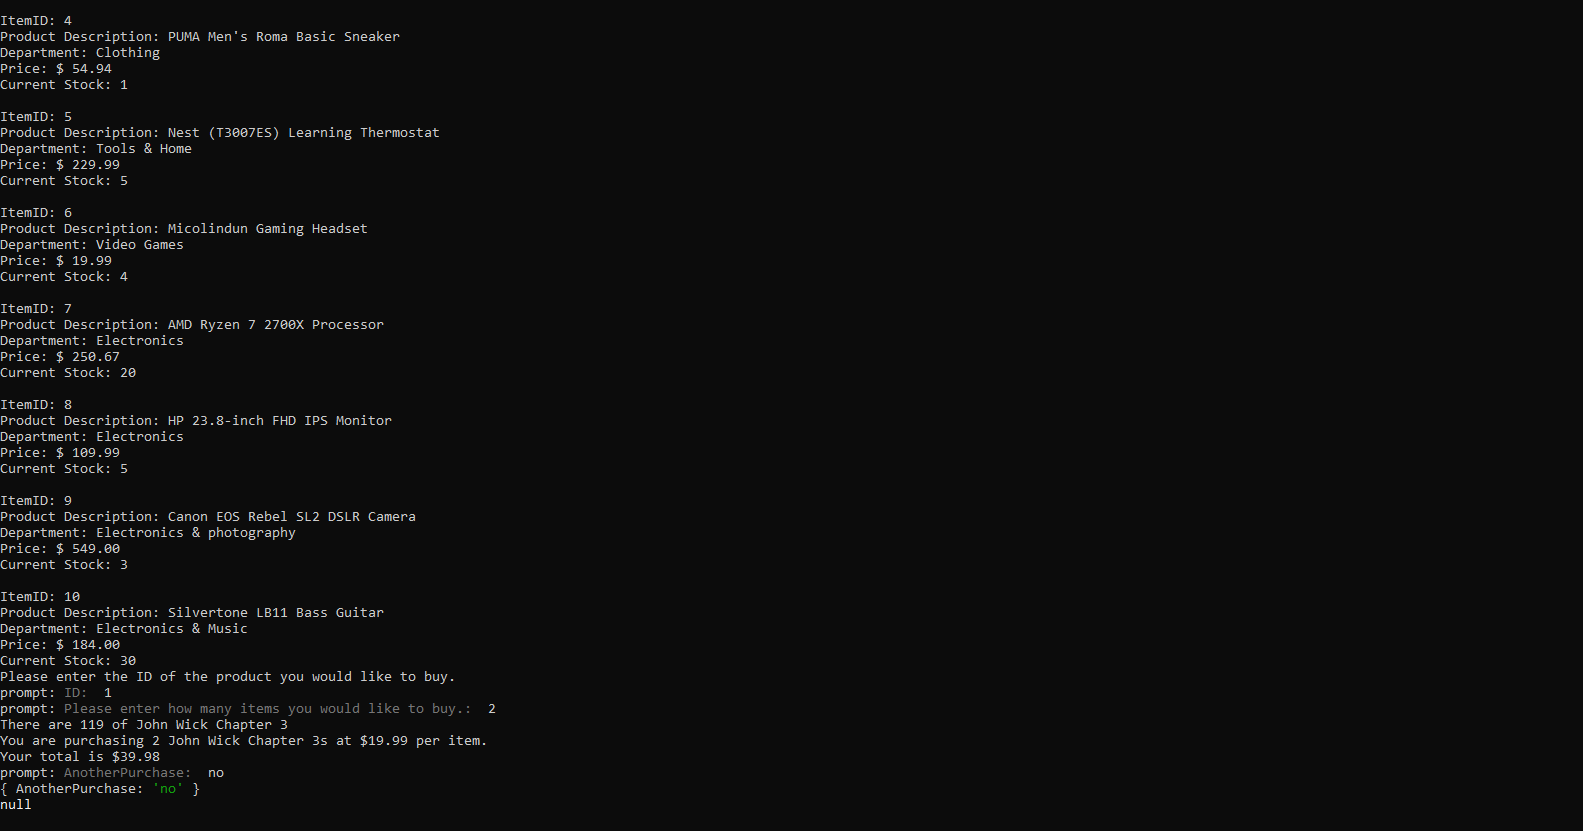 ItemID: 4
Product Description: PUMA Men's Roma Basic Sneaker
Department: Clothing
Price: $ 54.94
Current Stock: 1
ItemID: 5
Product Description: Nest (T3007ES) Learning Thermostat
Department: Tools & Home
Price: $ 229.99
Current Stock: 5
ItemID: 6
Product Description: Micolindun Gaming Headset
Department: Video Games
Price: $ 19.99
Current Stock: 4
ItemID: 7
Product Description: AMD Ryzen 7 2700X Processor
Department: Electronics
Price: $ 250.67
Current Stock: 20
ItemID: 8
Product Description: HP 23.8-inch FHD IPS Monitor
Department: Electronics
Price: $ 109.99
Current Stock: 5
ItemID: 9
Product Description: Canon EOS Rebel SL2 DSLR Camera
Department: Electronics & photography
Price: $ 549.00
Current Stock: 3
ItemID: 10
Product Description: Silvertone LB11 Bass Guitar
Department: Electronics & Music
Price: $ 184.00
Current Stock: 30
Please enter the ID of the product you would like to buy.
prompt: ID:  1
prompt: Please enter how many items you would like to buy.:  2
There are 119 of John Wick Chapter 3
You are purchasing 2 John Wick Chapter 3s at $19.99 per item.
Your total is $39.98
prompt: AnotherPurchase:  no
{ AnotherPurchase: 'no' }
null